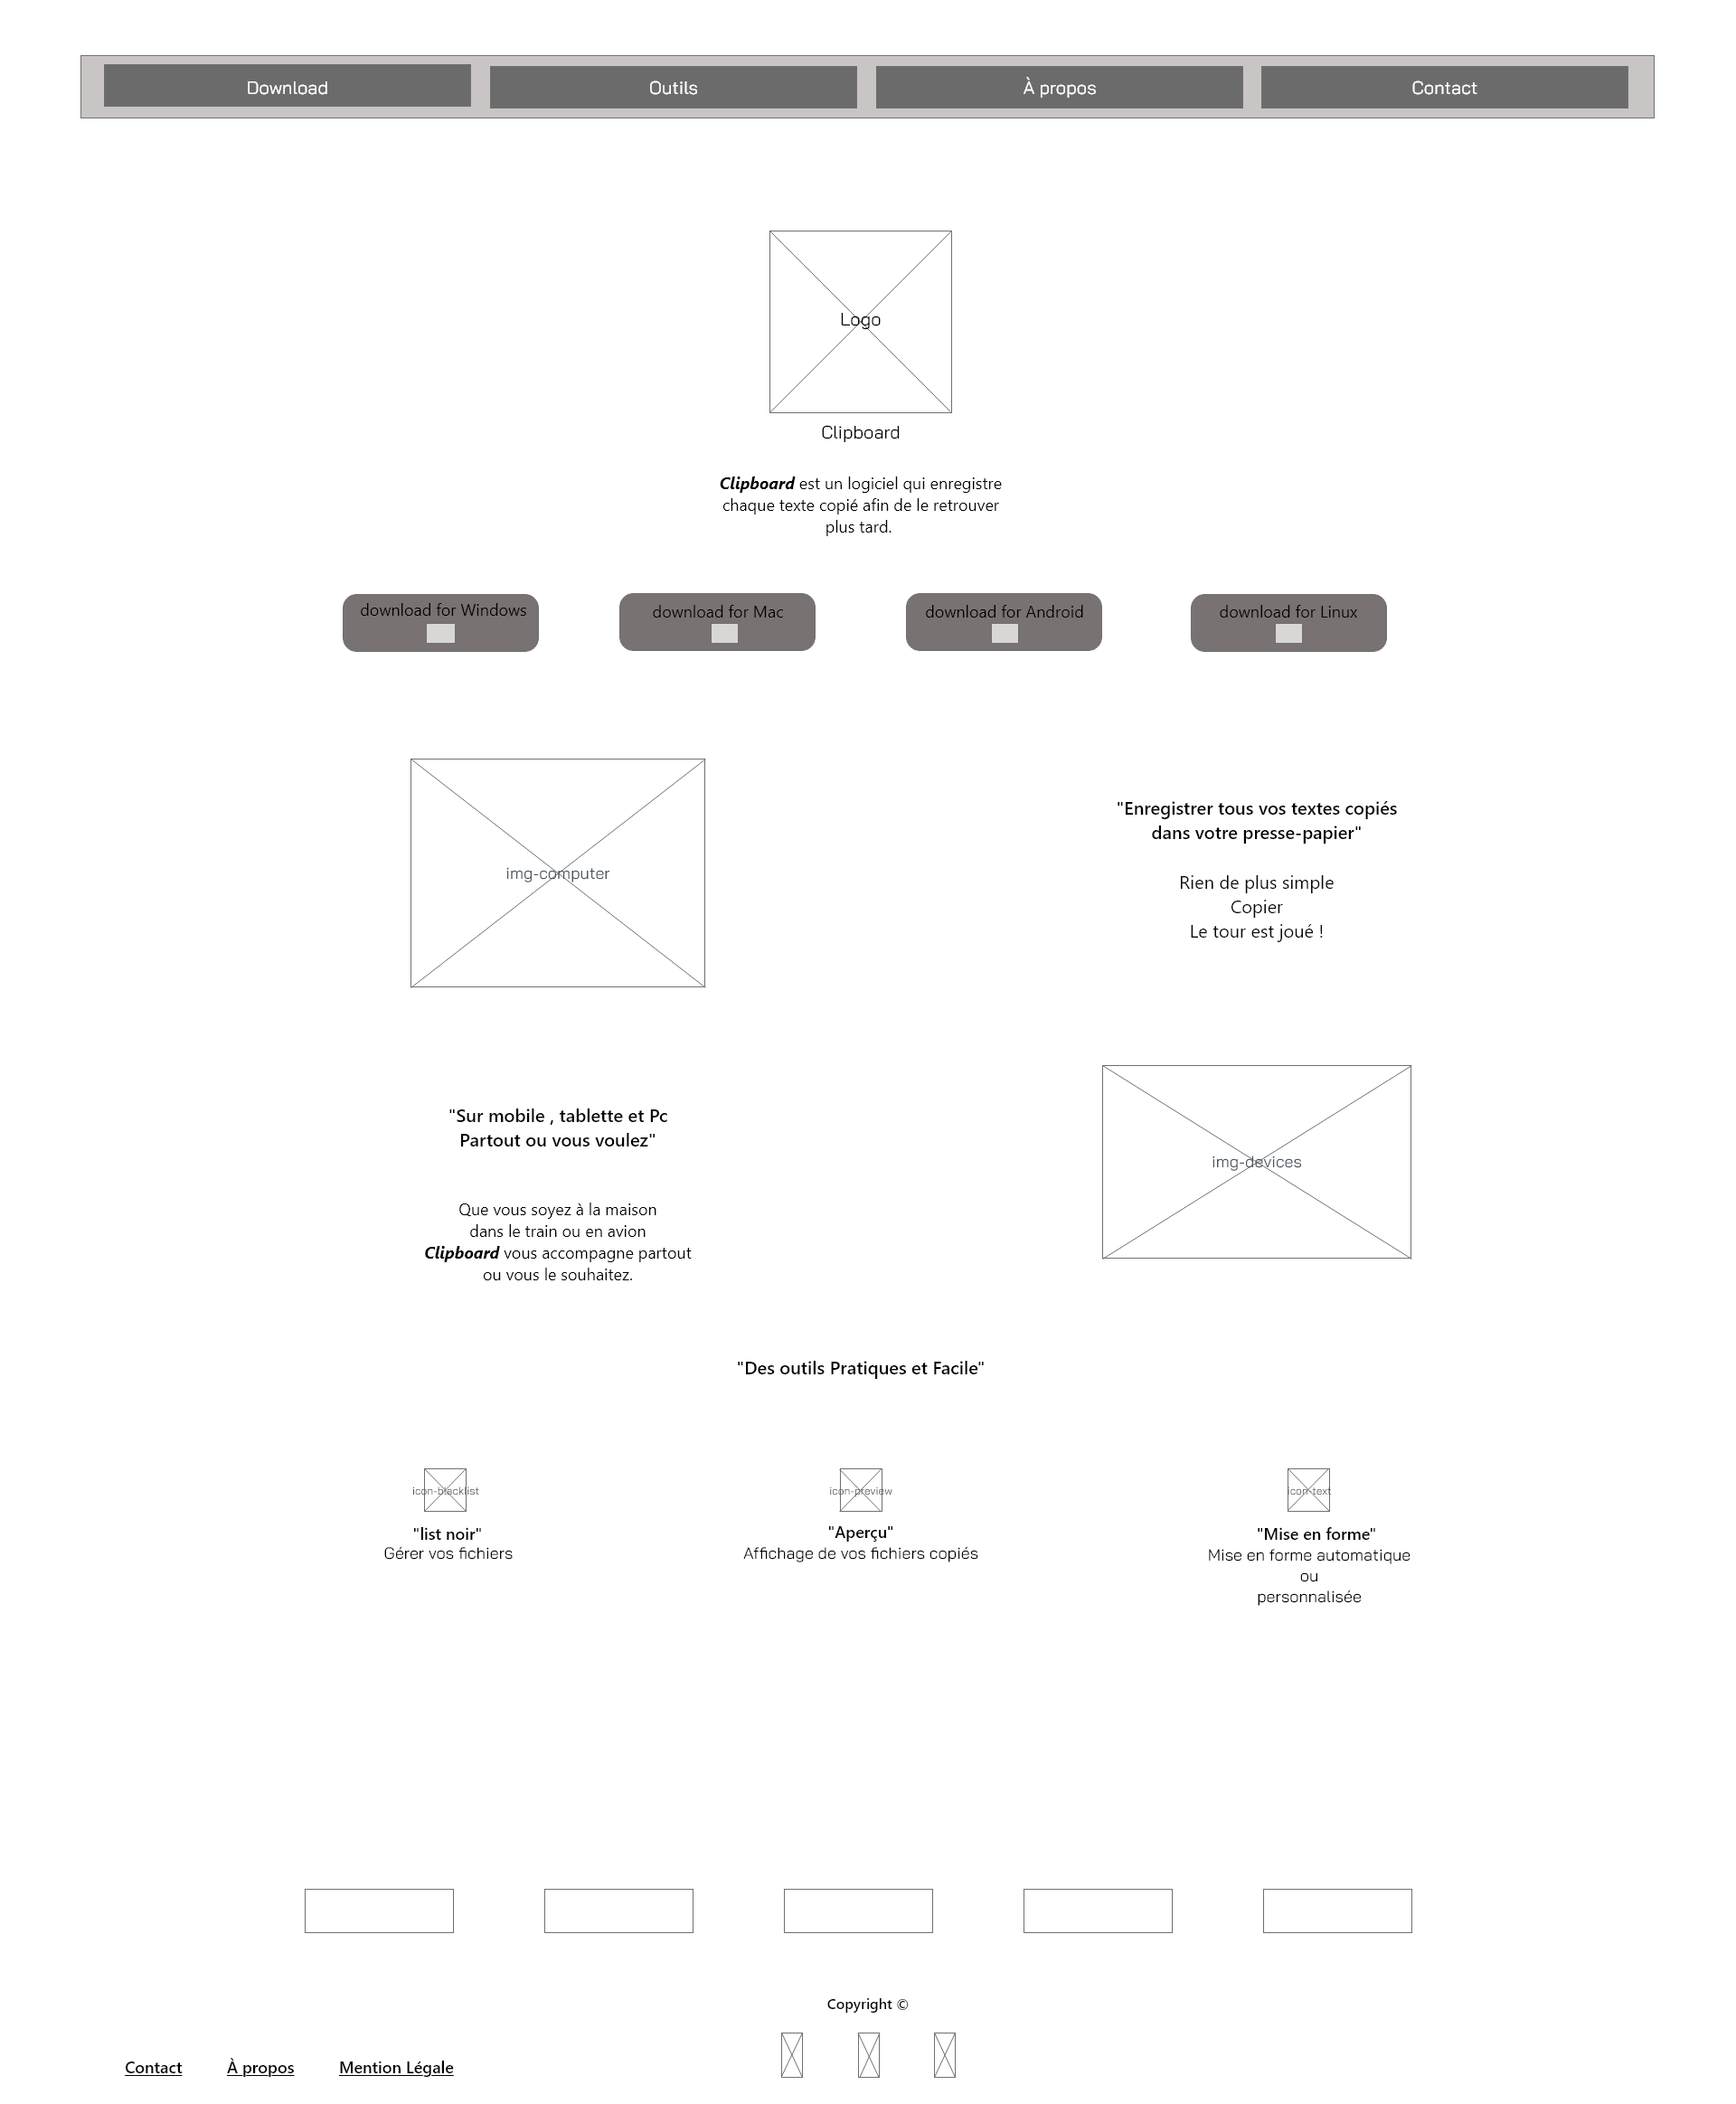 Download
Outils
À propos
Contact
Logo
Clipboard
Clipboard est un logiciel qui enregistre
chaque texte copié afin de le retrouver
plus tard.
download for Windows
download for Mac
download for Android
download for Linux
img-computer
"Enregistrer tous vos textes copiés
dans votre presse-papier"
Rien de plus simple
Copier
Le tour est joué !
"Sur mobile , tablette et Pc
Partout ou vous voulez"
Que vous soyez à la maison
dans le train ou en avion
Clipboard vous accompagne partout
ou vous le souhaitez.
img-devices
"Des outils Pratiques et Facile"
icon-blacklist
"list noir"
Gérer vos fichiers
icon-preview
"Aperçu"
Affichage de vos fichiers copiés
icon-text
"Mise en forme"
Mise en forme automatique
ou
personnalisée
Copyright ©
Contact
À propos
Mention Légale